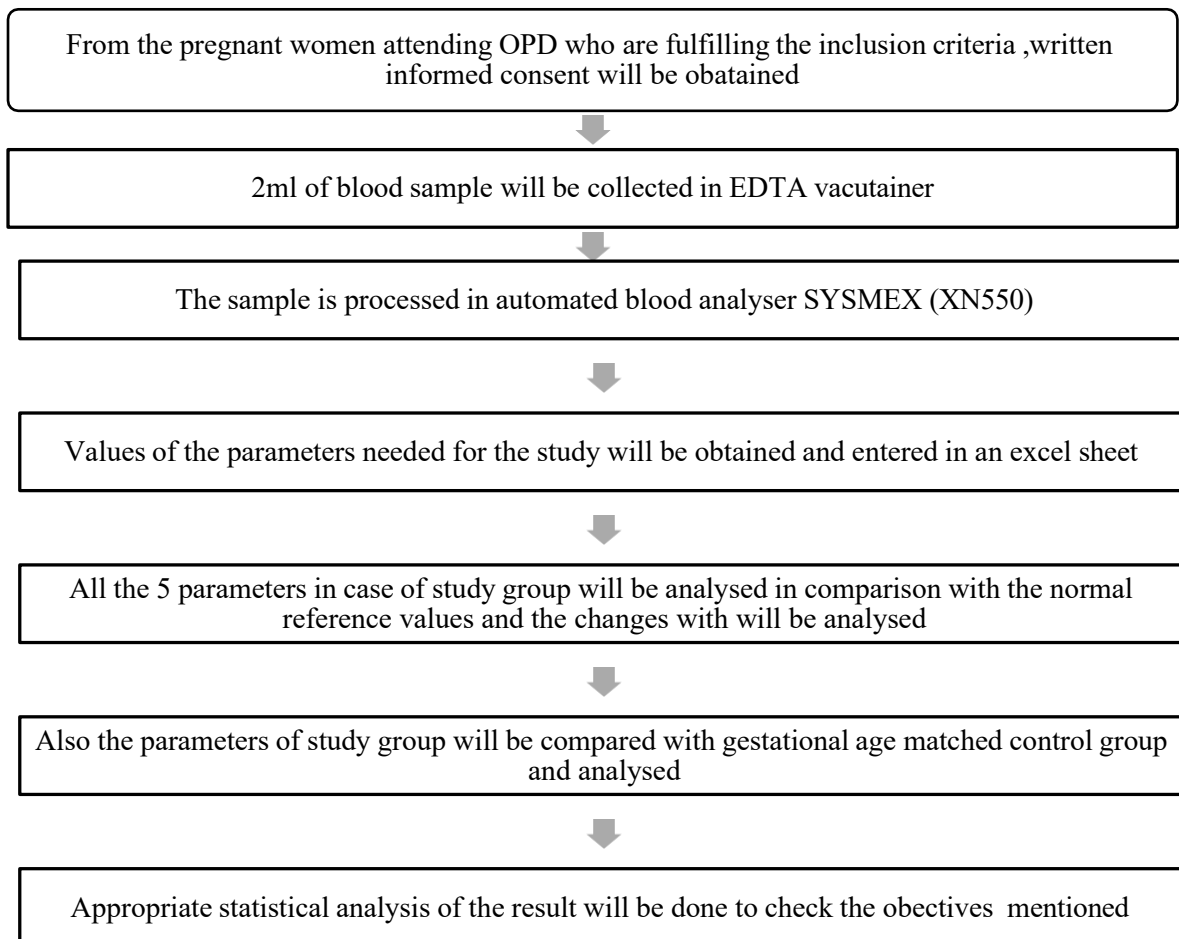 From the pregnant women attending OPD who are fulfilling the inclusion criteria ,written
informed consent will be obatained
2ml of blood sample will be collected in EDTA vacutainer
The sample is processed in automated blood analyser SYSMEX (XN550)
Values of the parameters needed for the study will be obtained and entered in an excel sheet
All the 5 parameters in case of study group will be analysed in comparison with the normal
reference values and the changes with will be analysed
Also the parameters of study group will be compared with gestational age matched control group
and analysed
Appropriate statistical analysis of the result will be done to check the obectives mentioned